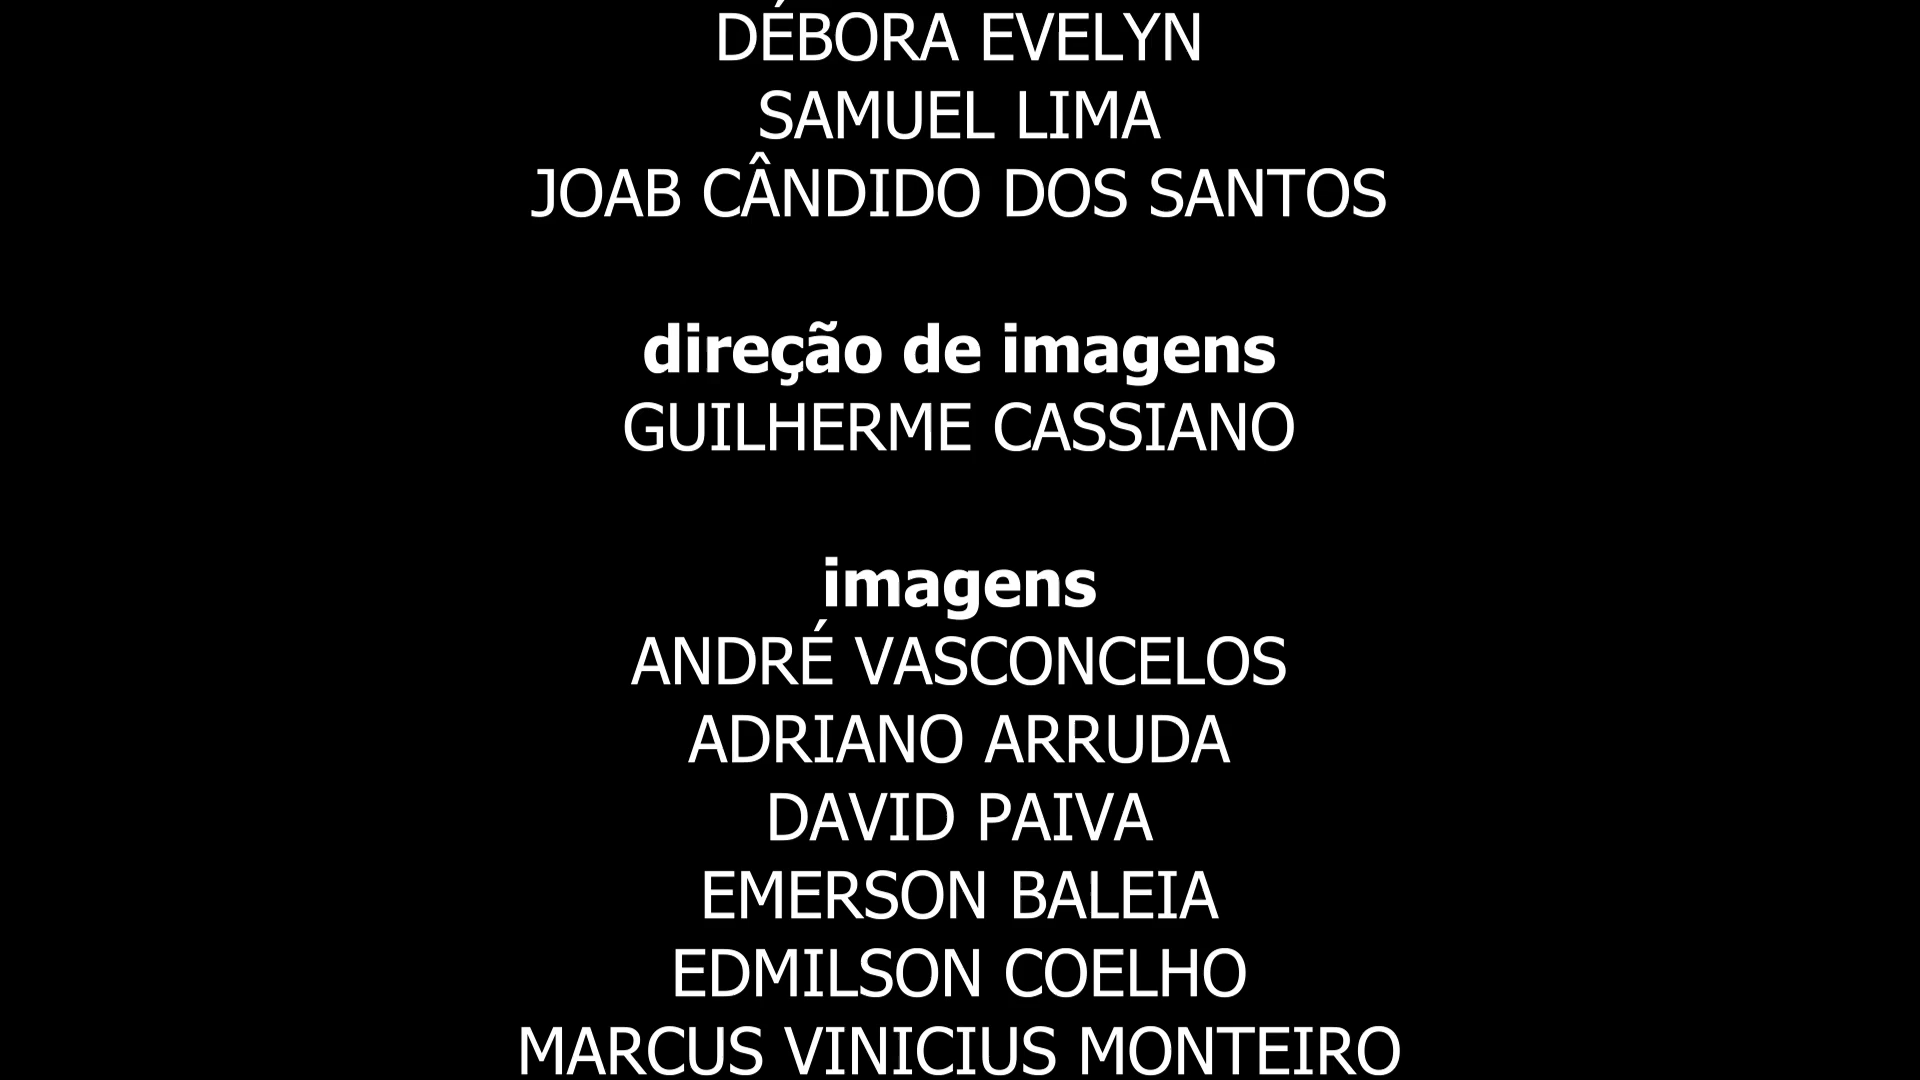 DÉBORA EVELYN
SAMUEL LIMA
JOAB CÂNDIDO DOS SANTOS
direção de imagens
GUILHERME CASSIANO
imagens
ANDRÉ VASCONCELOS
ADRIANO ARRUDA
DAVID PAIVA
EMERSON BALEIA
EDMILSON COELHO
MARCUS VINICIUS MONTEIRO